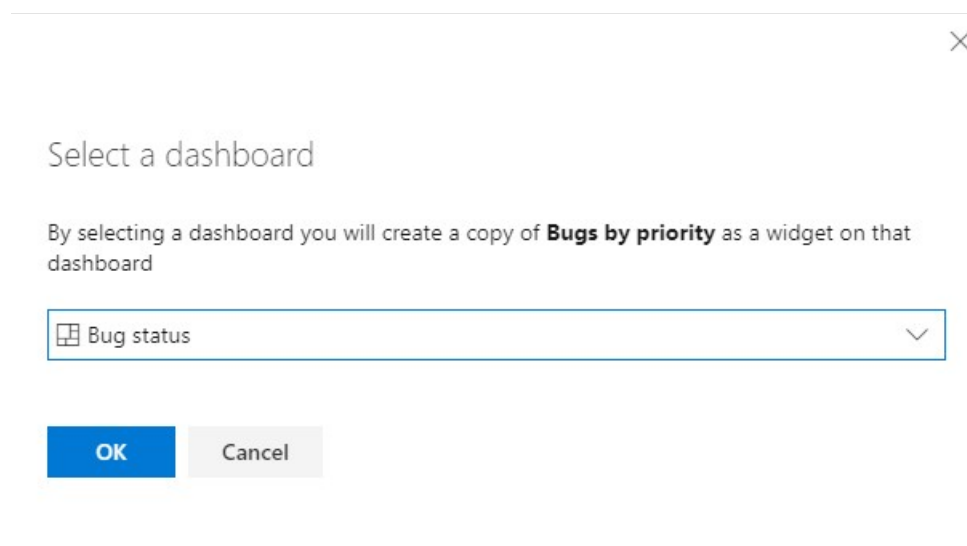 Select a dashboard
By selecting a dashboard you will create a copy of Bugs by priority as a widget on that
dashboard
Bug status
OK
Cancel